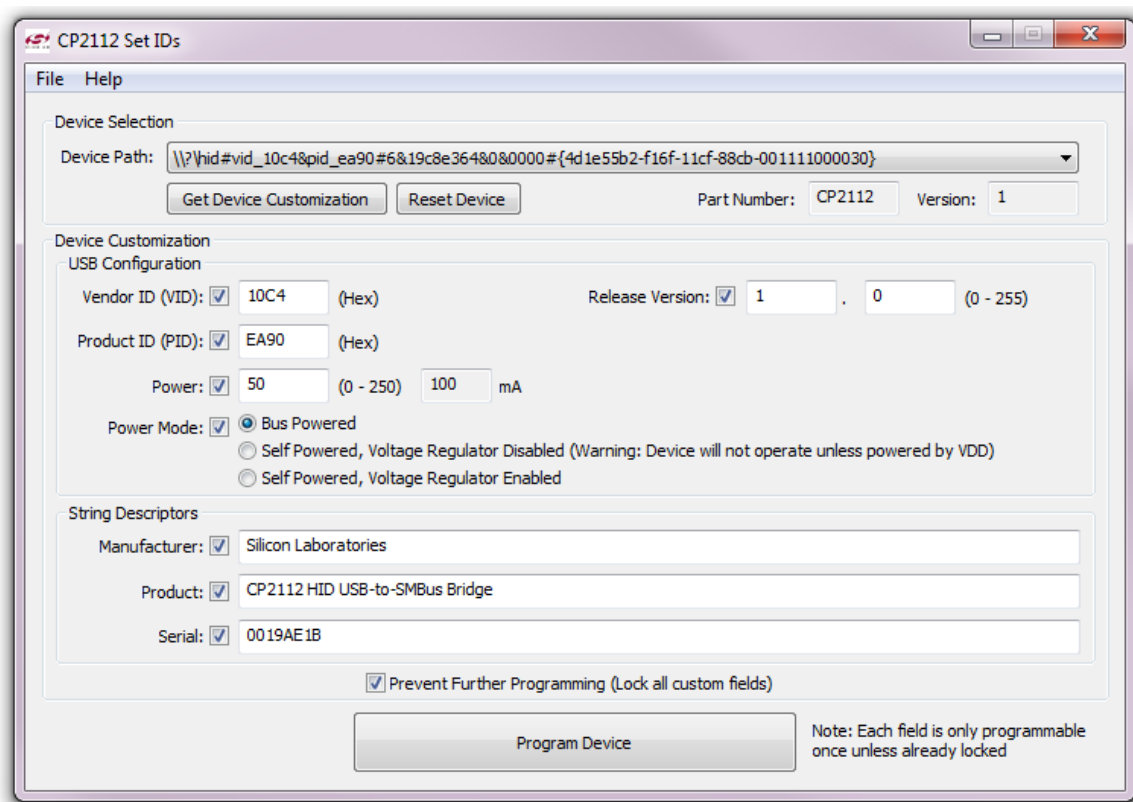 CP2112 Set IDs
File Help
Device Selection
Device Path: \\?\hid#vid_10c4&pid_ea90#6&19c8e364&0&0000#{4d1e55b2-f16f-11cf-88cb-001111000030}
Get Device Customization Reset Device Part Number: CP2112 Version: 1
Device Customization
USB Configuration
Vendor ID (VID): 10C4 (Hex) Release Version: 1 . 0 (0 - 255)
Product ID (PID): EA90 (Hex)
Power: 50 (0 - 250) 100 mA
Power Mode: Bus Powered
Self Powered, Voltage Regulator Disabled (Warning: Device will not operate unless powered by VDD)
Self Powered, Voltage Regulator Enabled
String Descriptors
Manufacturer: Silicon Laboratories
Product: CP2112 HID USB-to-SMBus Bridge
Serial: 0019AE1B
Prevent Further Programming (Lock all custom fields)
Program Device
Note: Each field is only programmable
once unless already locked